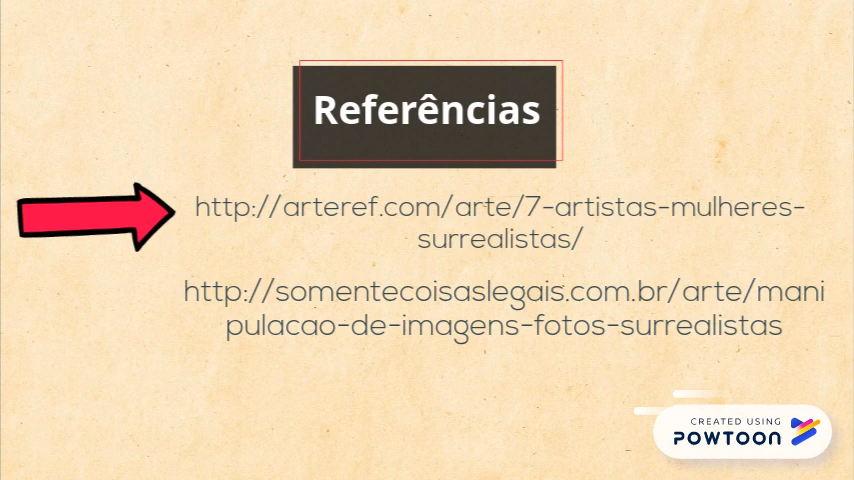 Referências
http://arteref.com/arte/7-artistas-mulheres-
surrealistas/
http://somentecoisaslegais.com.br/arte/mani
pulacao-de-imagens-fotos-surrealistas
CREATED USING
POWTOON